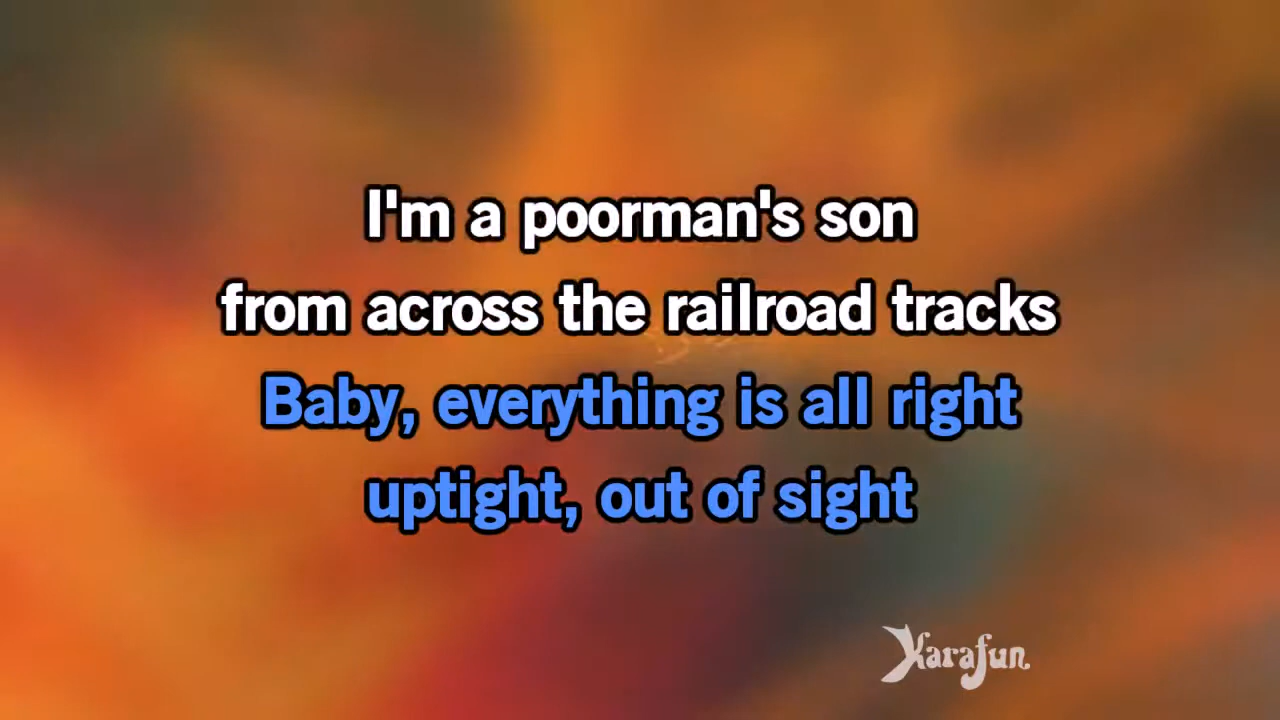 I'm a poorman's son
from across the railroad tracks
Baby, everything is all right
uptight, out of sight
Karafun